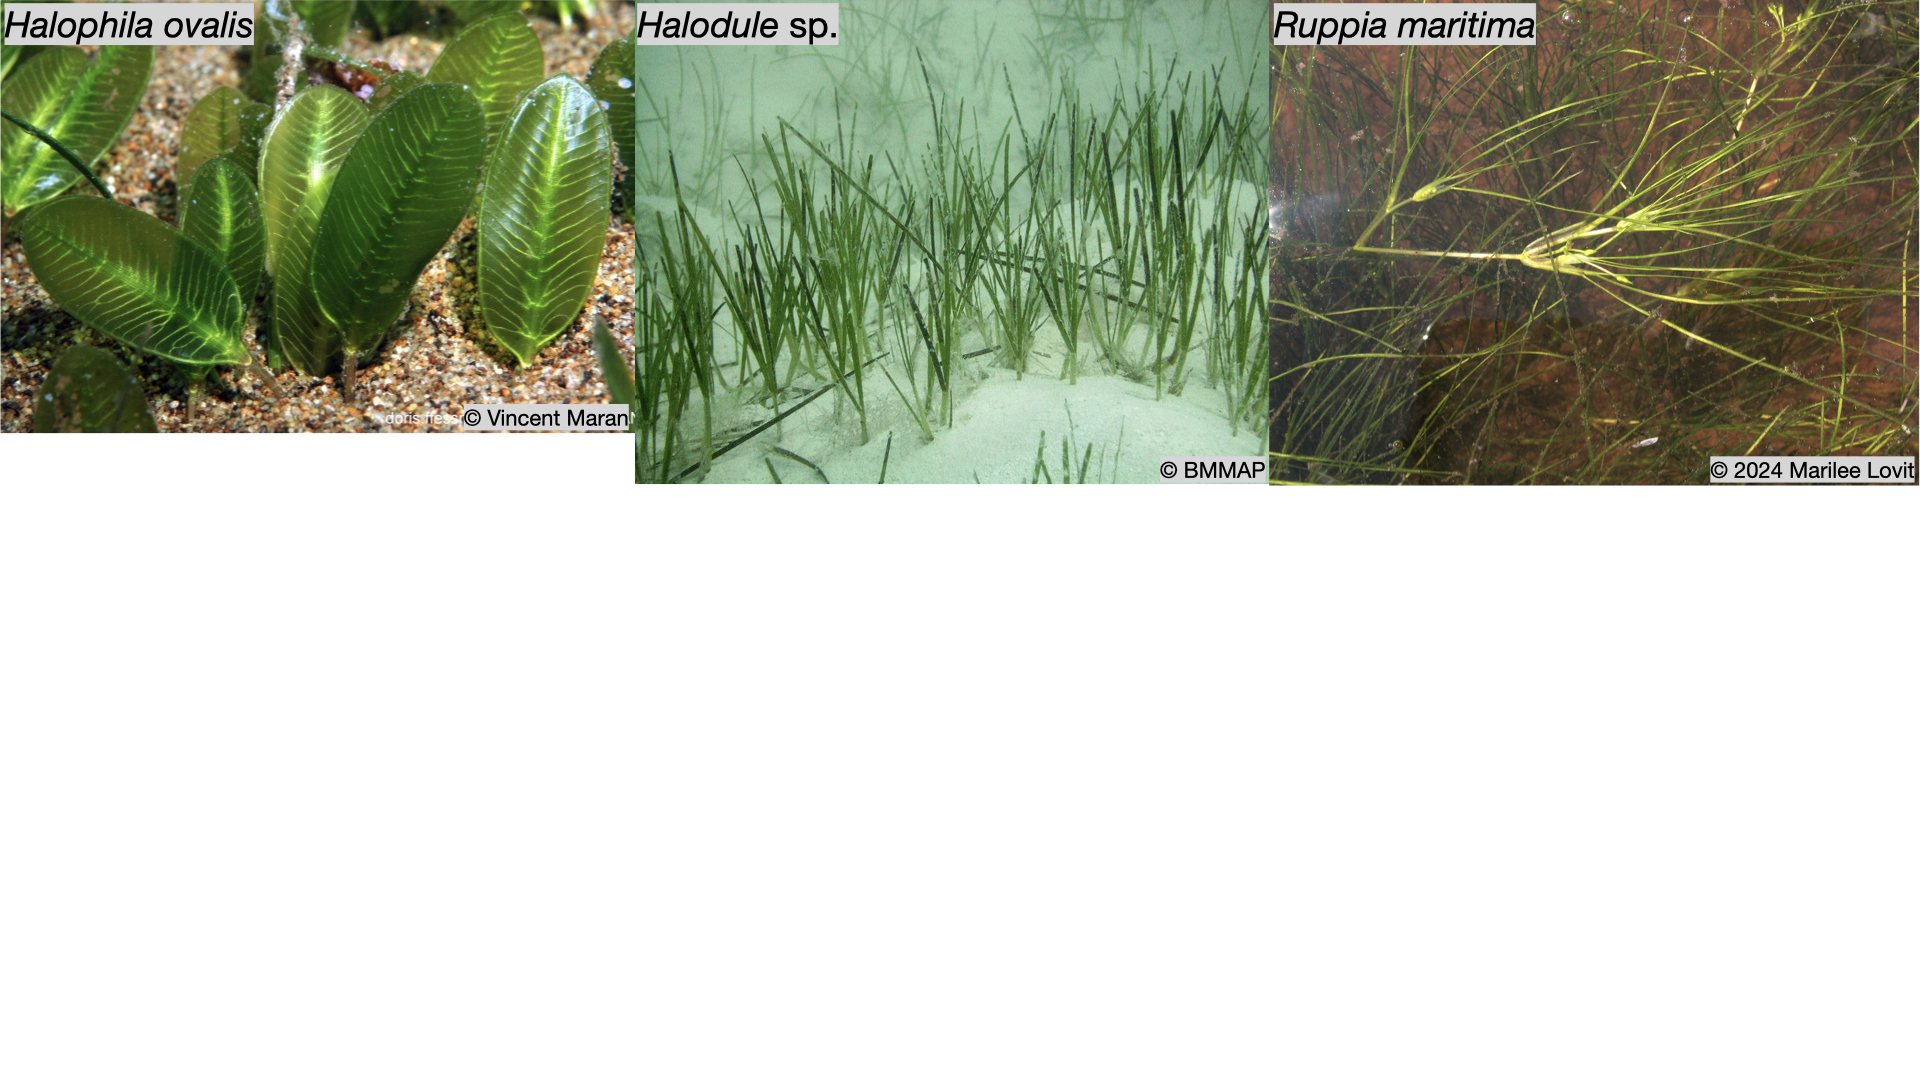 Halophila ovalis
Halodule sp.
Ruppia maritima
© Vincent Maran
© BMMAP
© 2024 Marilee Lovit